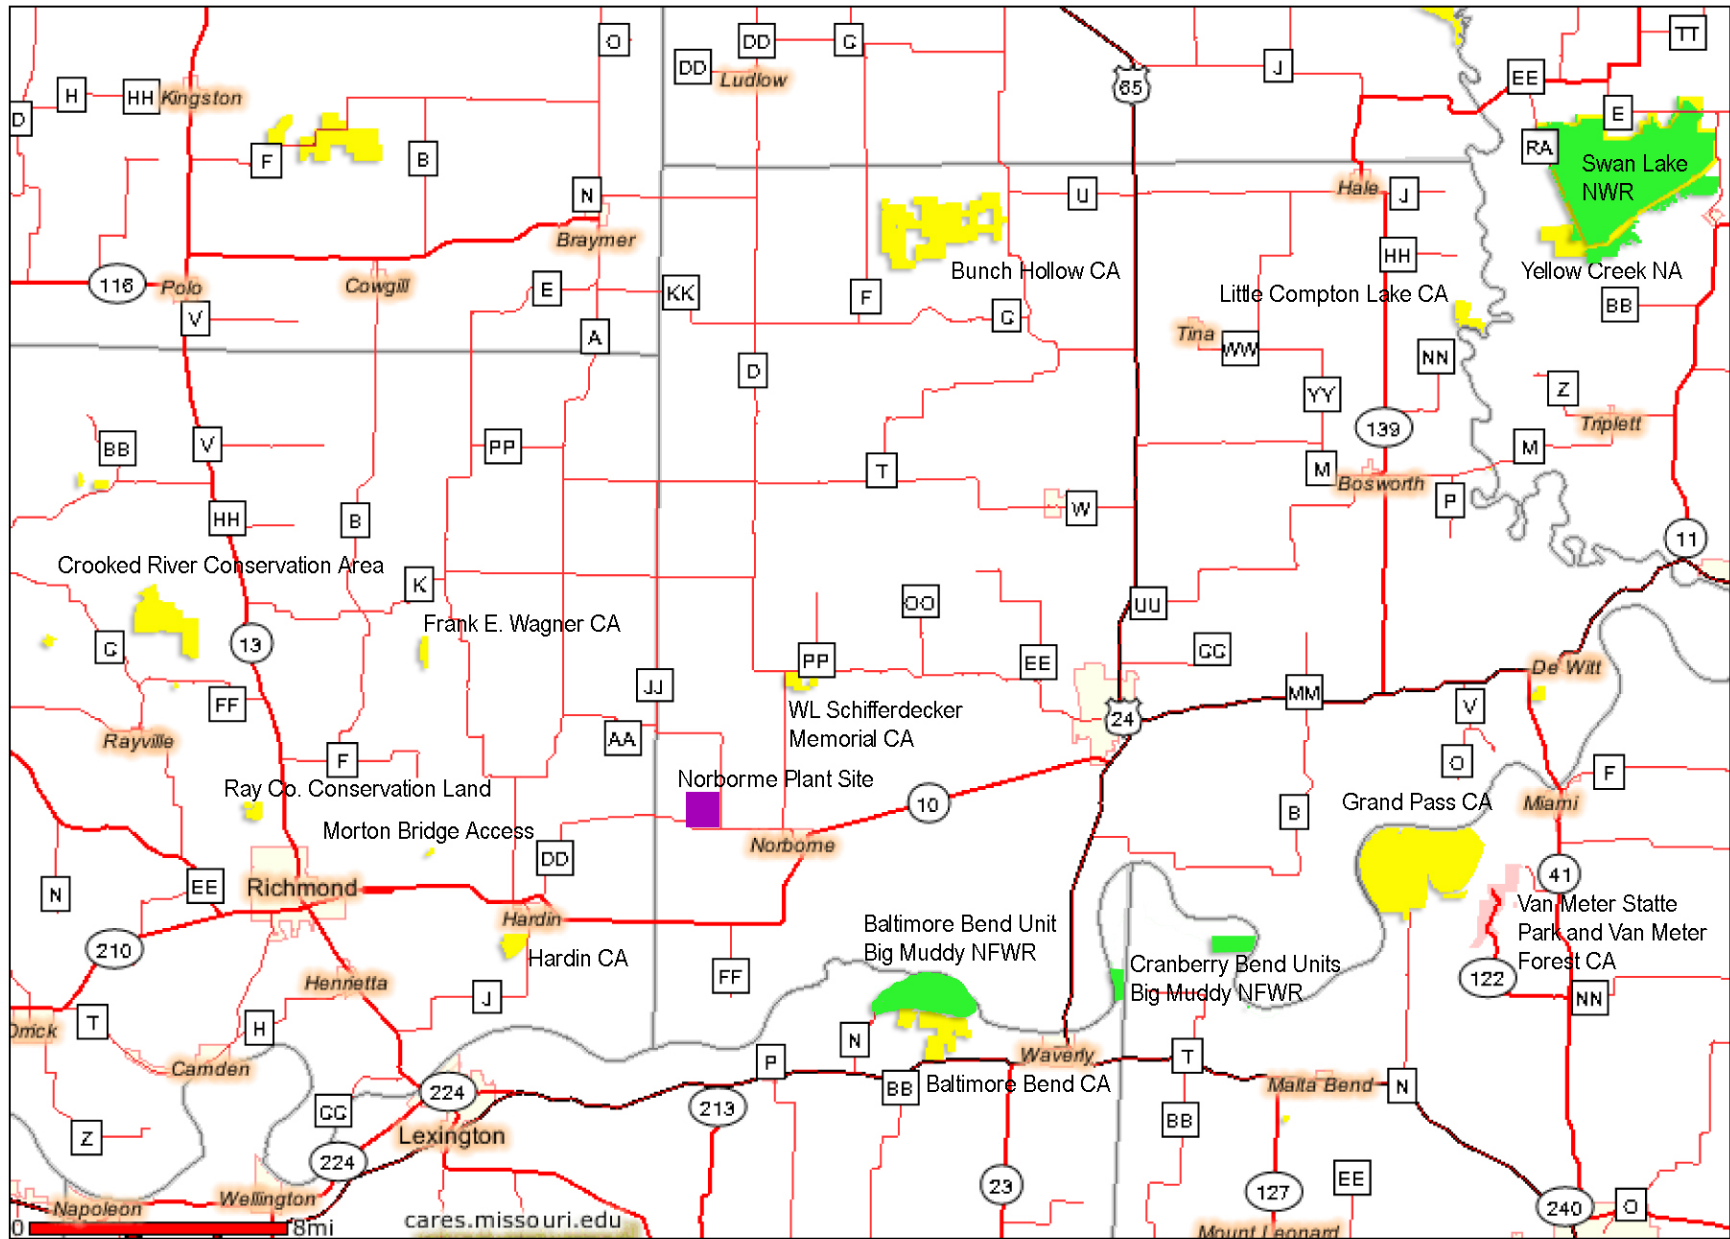 O
DD
G
TT
DD
Ludlow
65
J
EE
H
HH
Kingston
D
E
F
B
RA
Swan Lake
NWR
N
U
Hale
J
Braymer
HH
Bunch Hollow CA
Yellow Creek NA
116
Polo
Cowgill
E
KK
F
Little Compton Lake CA
BB
V
G
A
Tina
WW
NN
D
YY
Z
Triplett
139
BB
V
PP
T
M
M
Bosworth
P
HH
B
W
11
Crooked River Conservation Area
K
OO
UU
Frank E. Wagner CA
13
G
GG
PP
EE
De Witt
JJ
FF
MM
V
WL Schifferdecker
Memorial CA
24
Rayville
AA
F
O
F
Norborme Plant Site
Ray Co. Conservation Land
Grand Pass CA
Miami
10
B
Morton Bridge Access
Norborne
DD
N
EE
Richmond
41
Hardin
Van Meter Statte
Park and Van Meter
Forest CA
Baltimore Bend Unit
Big Muddy NFWR
210
Hardin CA
FF
Cranberry Bend Units
Big Muddy NFWR
122
Henrietta
J
NN
Orrick
T
H
N
Waverly
T
Camden
P
BB
Baltimore Bend CA
Malta Bend
N
224
GG
213
BB
Lexington
Z
224
23
127
EE
Napoleon
Wellington
240
O
0
8mi
cares.missouri.edu
Mount Leonard